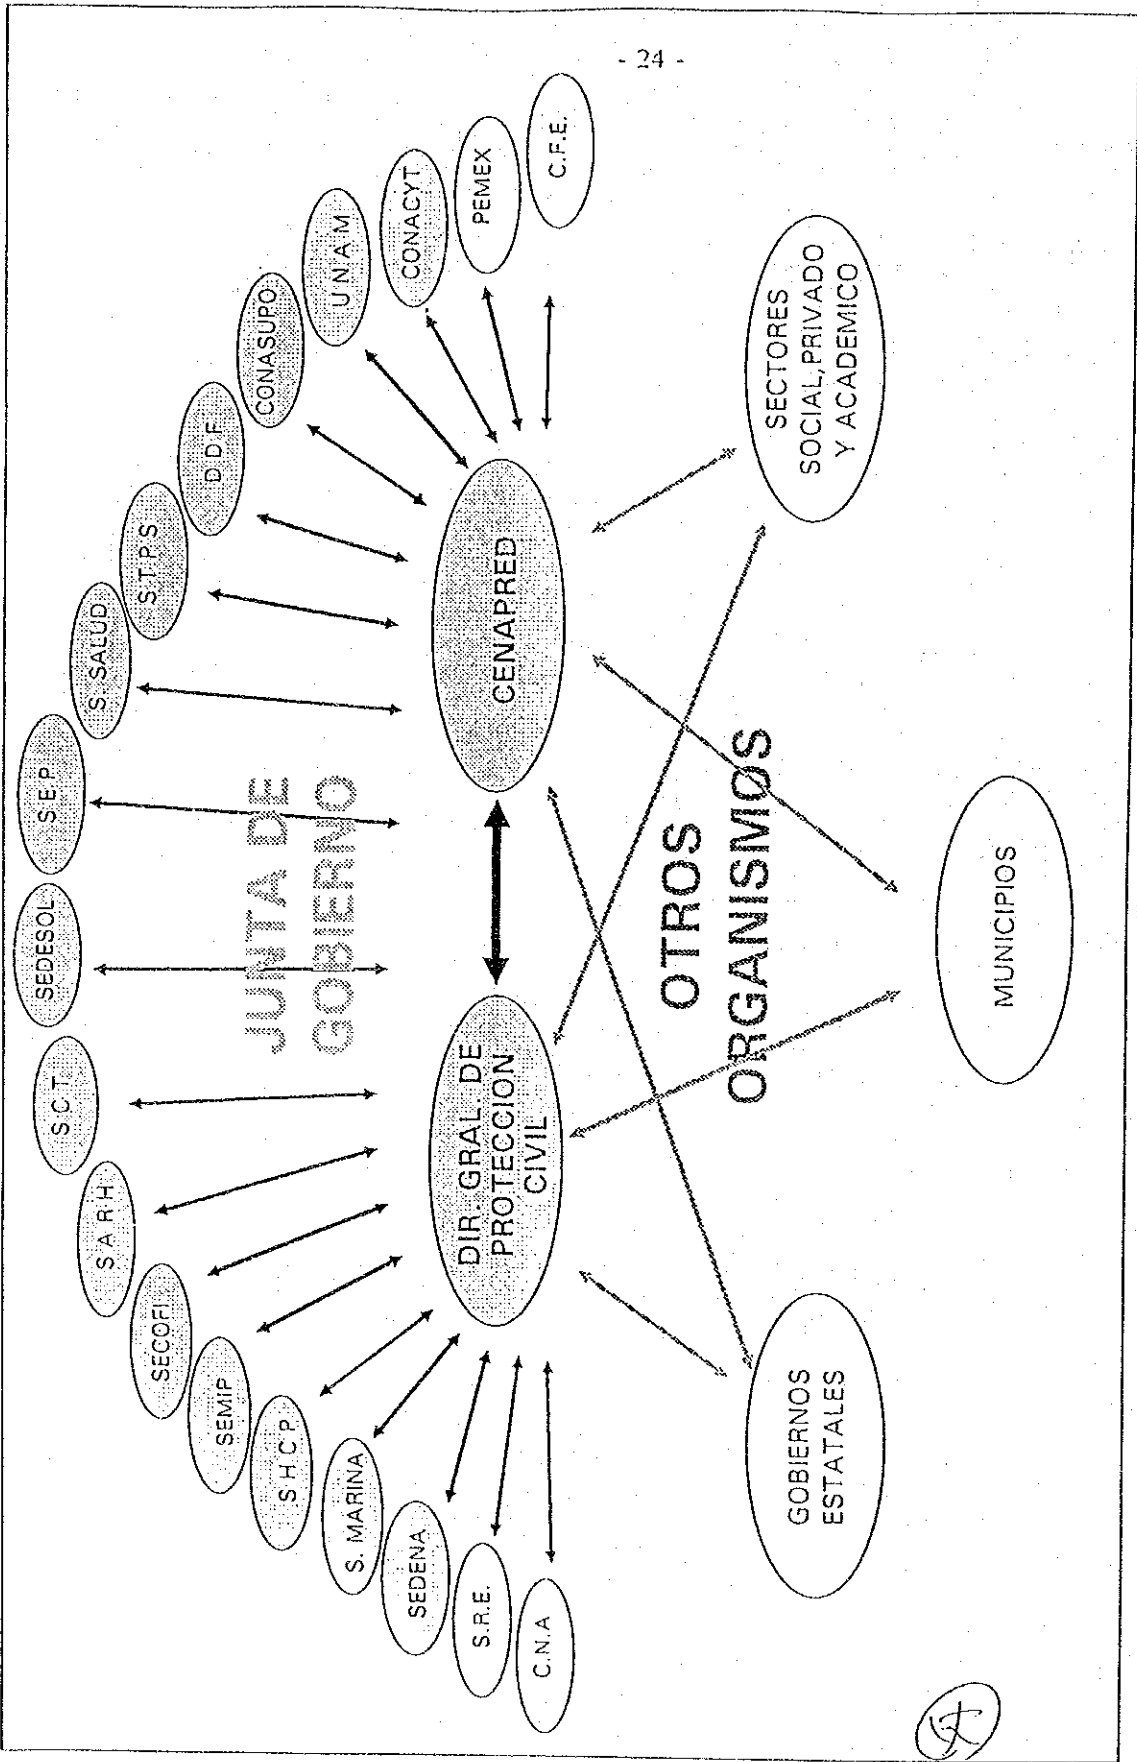 - 24 -
C.N.A
S.R.E.
SEDENA
S. MARINA
S H C P
SEMIP
SECOFI
S A R H
S C T
SEDESOL
S E P
S. SALUD
S T P S
D D F
CONASUPO
U N A M
CONACYT
PEMEX
C.F.E.
JUNTA DE
GOBIERNO
DIR. GRAL. DE
PROTECCION
CIVIL
CENAPRED
OTROS
ORGANISMOS
GOBIERNOS
ESTATALES
MUNICIPIOS
SECTORES
SOCIAL, PRIVADO
Y ACADEMICO